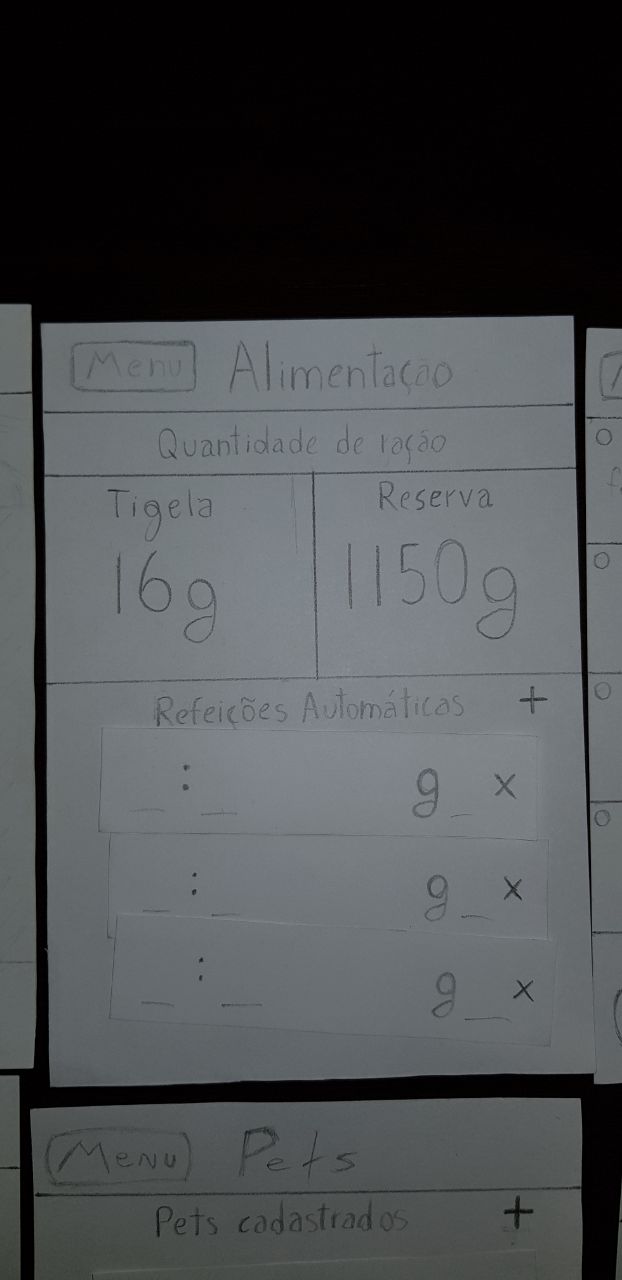 Menu Alimentação
Quantidade de ração
Tigela
16g
Reserva
1150g
Refeições Automáticas +
_ : _ g_ x
_ : _ g_ x
_ : _ g_ x
Menu Pets
Pets cadastrados +